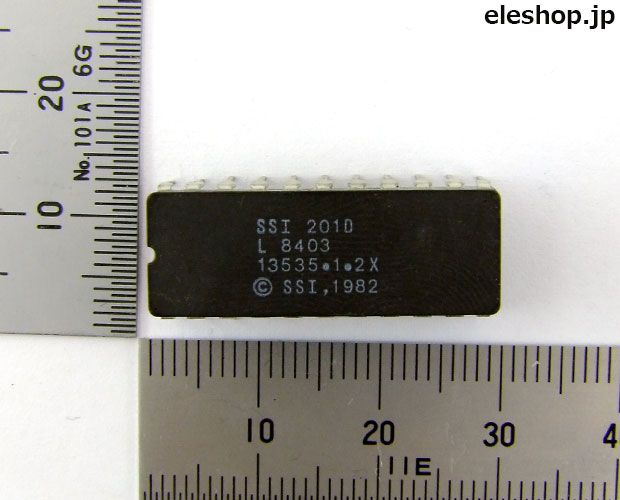 eleshop.jp
No.101A 6G
20
10
SSI 201D
L 8403
13535•1•2X
© SSI,1982
10 20 30 4
11E